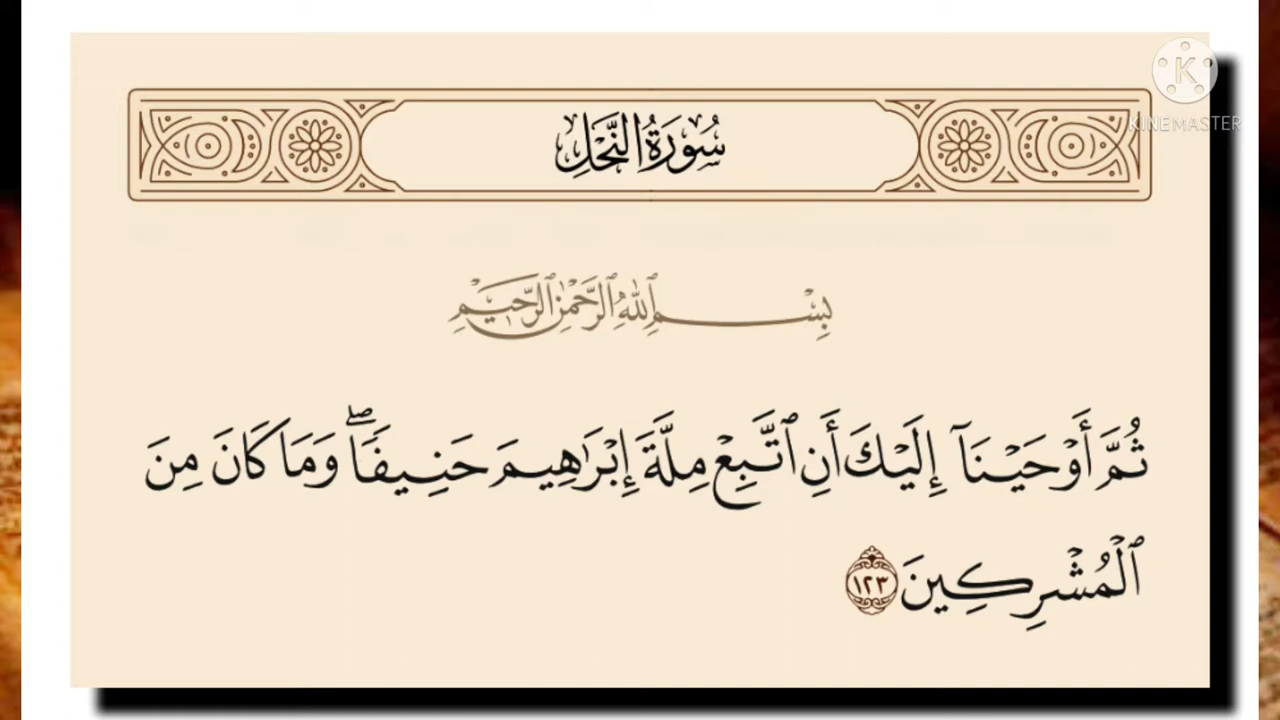 سُورَةُ النَّحْلِ
KINEMASTER
بِسْمِ ٱللَّهِ ٱلرَّحْمَٰنِ ٱلرَّحِيمِ
ثُمَّ أَوْحَيْنَآ إِلَيْكَ أَنِ ٱتَّبِعْ مِلَّةَ إِبْرَٰهِيمَ حَنِيفًا ۖ وَمَا كَانَ مِنَ
ٱلْمُشْرِكِينَ ١٢٣